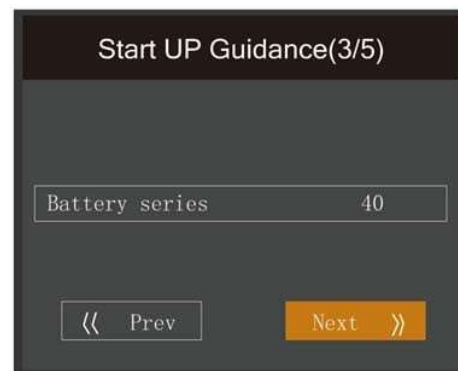 Start UP Guidance(3/5)
Battery series 40
《 Prev
Next 》